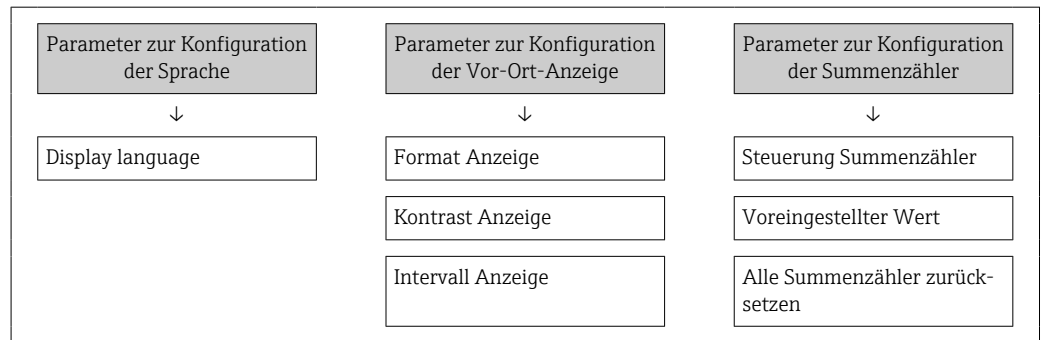 Parameter zur Konfiguration
der Sprache
↓
Display language
Parameter zur Konfiguration
der Vor-Ort-Anzeige
↓
Format Anzeige
Kontrast Anzeige
Intervall Anzeige
Parameter zur Konfiguration
der Summenzähler
↓
Steuerung Summenzähler
Voreingestellter Wert
Alle Summenzähler zurück-
setzen